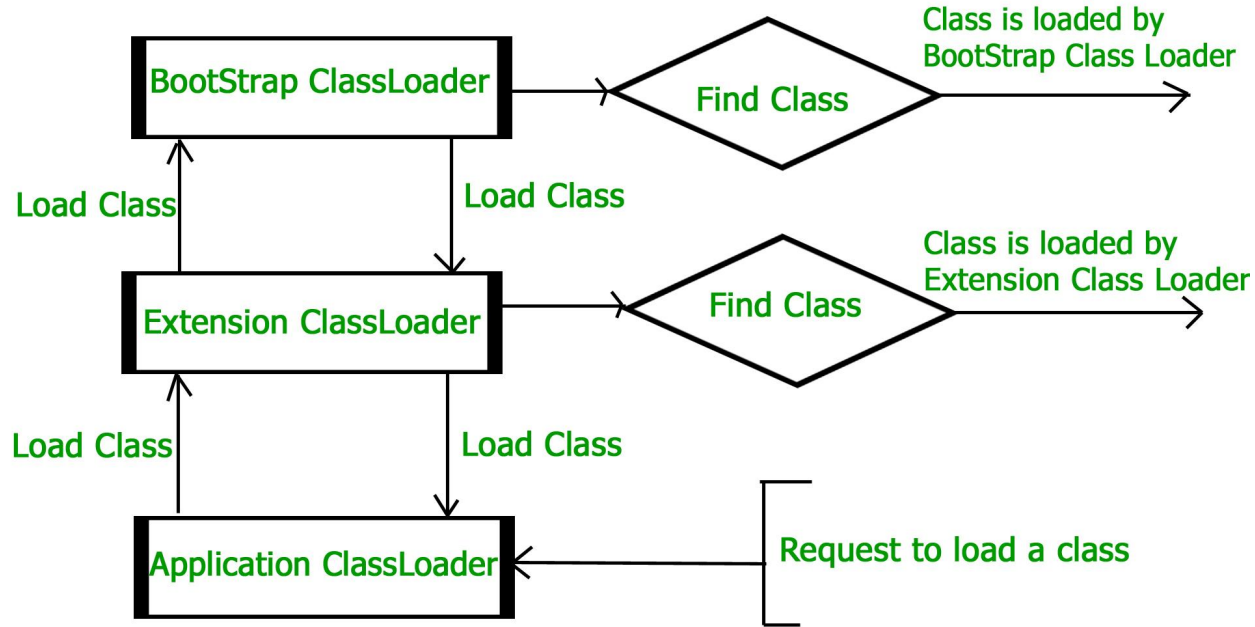 Class is loaded by
BootStrap Class Loader
BootStrap ClassLoader
Find Class
Load Class
Load Class
Class is loaded by
Extension Class Loader
Extension ClassLoader
Find Class
Load Class
Load Class
Request to load a class
Application ClassLoader